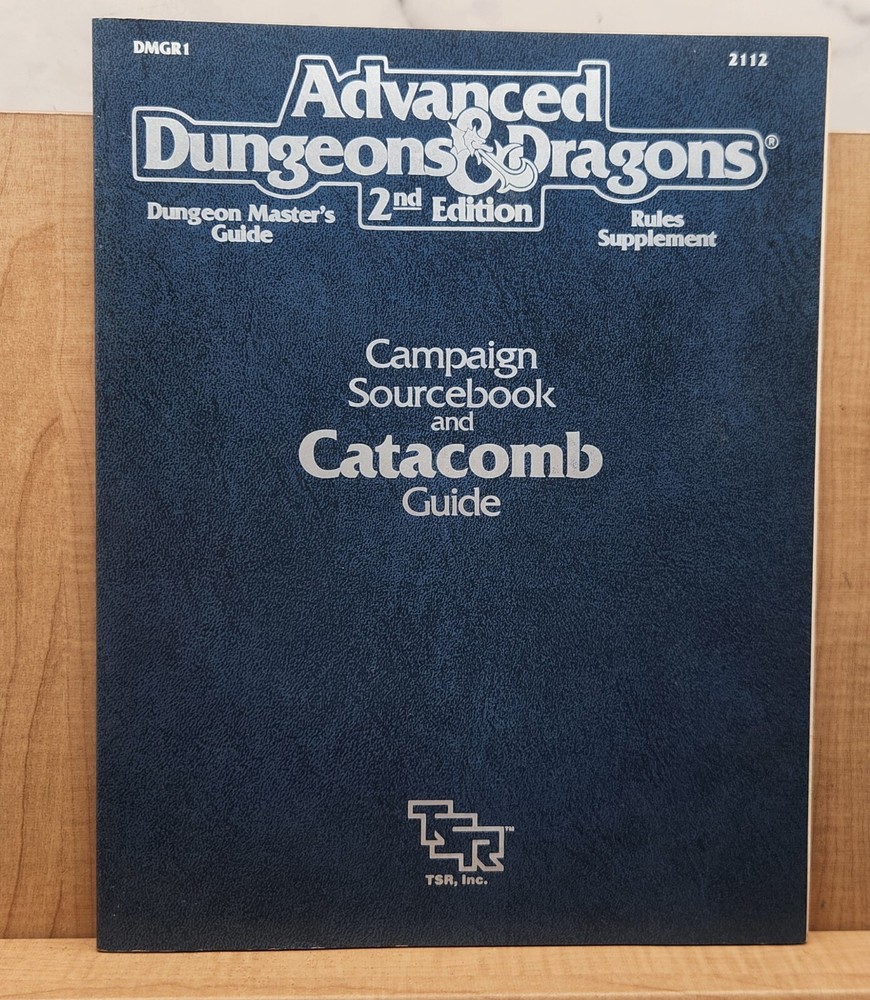 DMGR1
2112
Advanced
Dungeons & Dragons®
2nd Edition
Dungeon Master's
Guide
Rules
Supplement
Campaign
Sourcebook
and
Catacomb
Guide
TSR™
TSR, Inc.